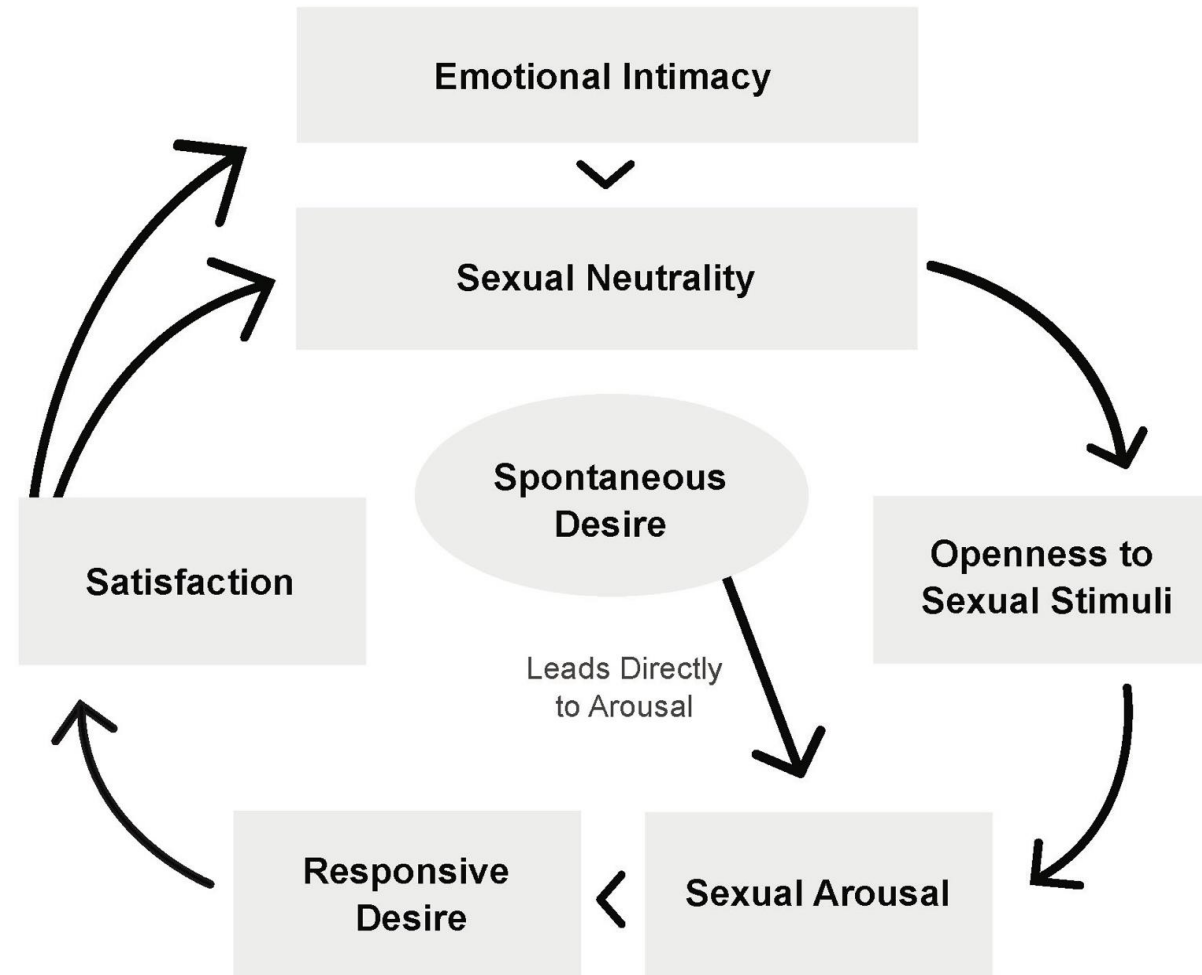 Emotional Intimacy
Sexual Neutrality
Spontaneous
Desire
Openness to
Sexual Stimuli
Satisfaction
Leads Directly
to Arousal
Responsive
Desire
Sexual Arousal